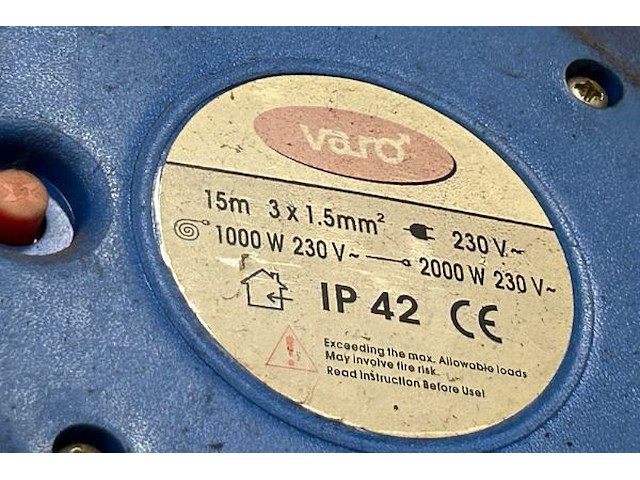 varo
15m 3 x 1.5mm² 230 V~
1000 W 230 V~ 2000 W 230 V~
IP 42 CE
Exceeding the max. Allowable loads
May involve fire risk.
Read Instruction Before Use!